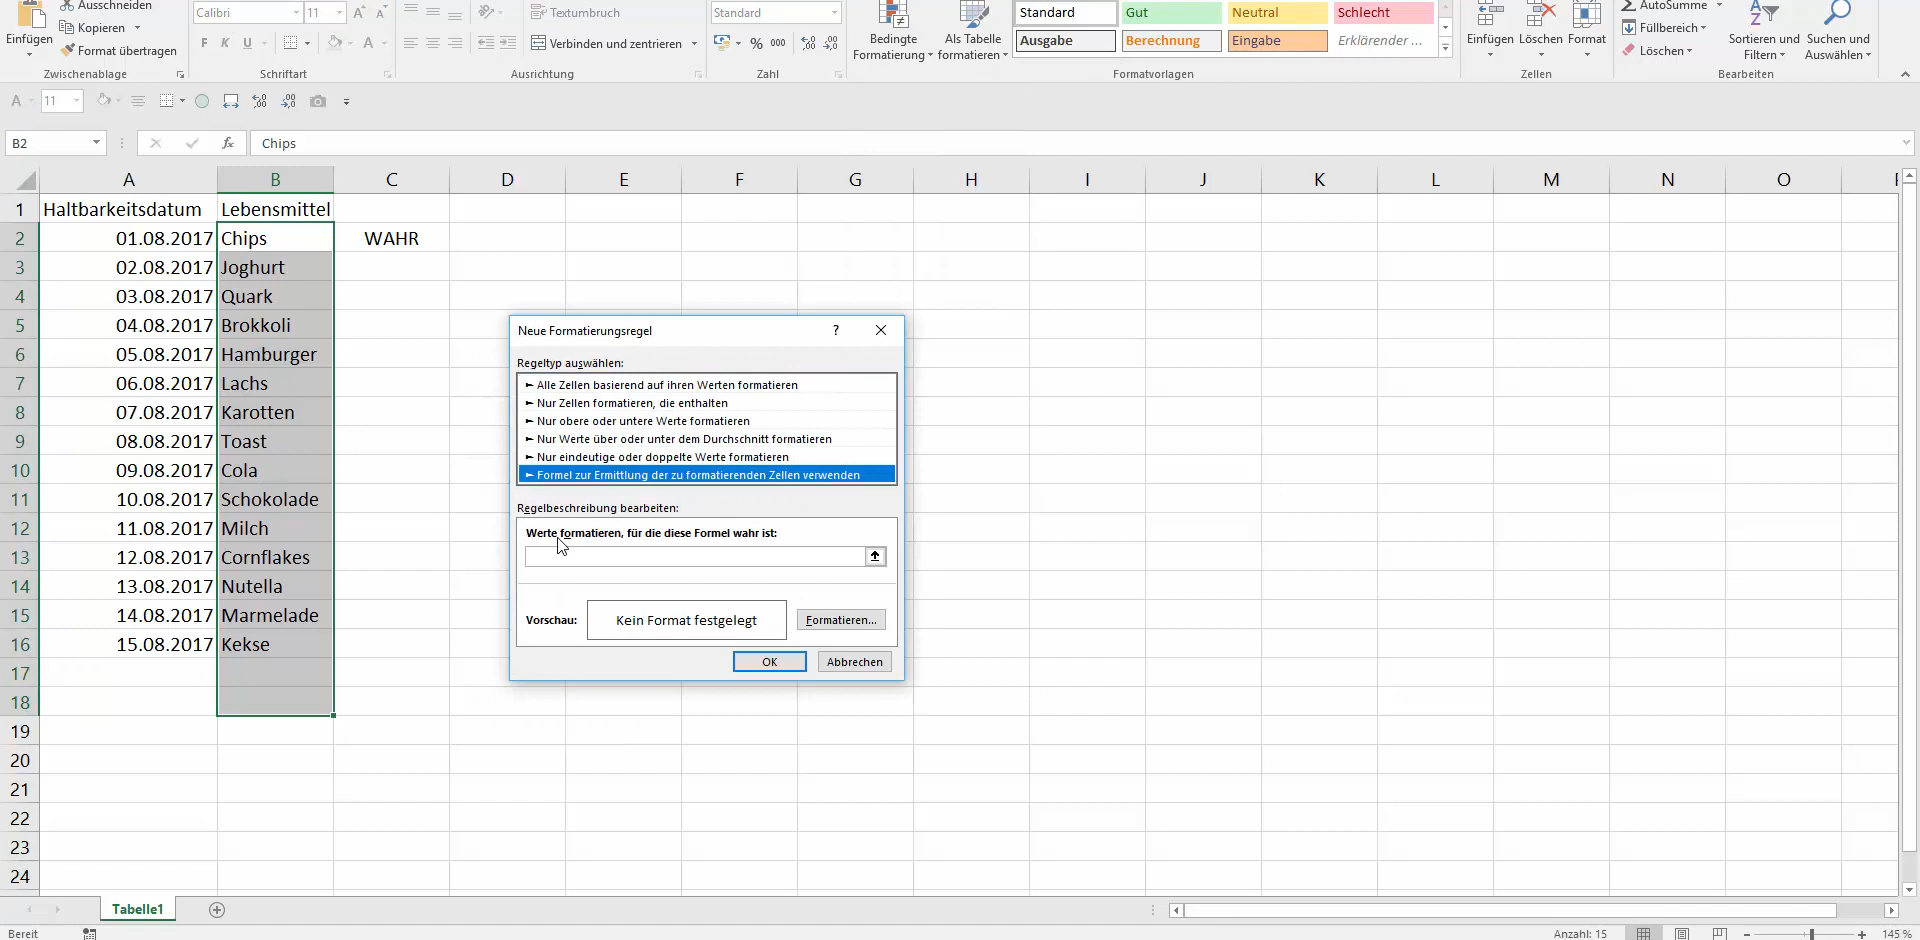 Ausschneiden
Calibri 11 A A
Textumbruch
Standard
Standard Gut Neutral Schlecht
AutoSumme
Kopieren
Füllbereich
Einfügen
Format übertragen
F K U A
Verbinden und zentrieren
% 000
Bedingte Formatierung
Als Tabelle formatieren
Ausgabe Berechnung Eingabe Erklärender ...
Einfügen Löschen Format
Löschen
Sortieren und Filtern
Suchen und Auswählen
Zwischenablage Schriftart Ausrichtung Zahl Formatvorlagen Zellen Bearbeiten
A 11
B2 fx Chips
A B C D E F G H I J K L M N O
1 Haltbarkeitsdatum Lebensmittel
2 01.08.2017 Chips WAHR
3 02.08.2017 Joghurt
4 03.08.2017 Quark
5 04.08.2017 Brokkoli
6 05.08.2017 Hamburger
7 06.08.2017 Lachs
8 07.08.2017 Karotten
9 08.08.2017 Toast
10 09.08.2017 Cola
11 10.08.2017 Schokolade
12 11.08.2017 Milch
13 12.08.2017 Cornflakes
14 13.08.2017 Nutella
15 14.08.2017 Marmelade
16 15.08.2017 Kekse
17
18
19
20
21
22
23
24
Neue Formatierungsregel ?
Regeltyp auswählen:
► Alle Zellen basierend auf ihren Werten formatieren
► Nur Zellen formatieren, die enthalten
► Nur obere oder untere Werte formatieren
► Nur Werte über oder unter dem Durchschnitt formatieren
► Nur eindeutige oder doppelte Werte formatieren
► Formel zur Ermittlung der zu formatierenden Zellen verwenden
Regelbeschreibung bearbeiten:
Werte formatieren, für die diese Formel wahr ist:
Vorschau: Kein Format festgelegt Formatieren...
OK Abbrechen
Tabelle1
Bereit Anzahl: 15 145 %